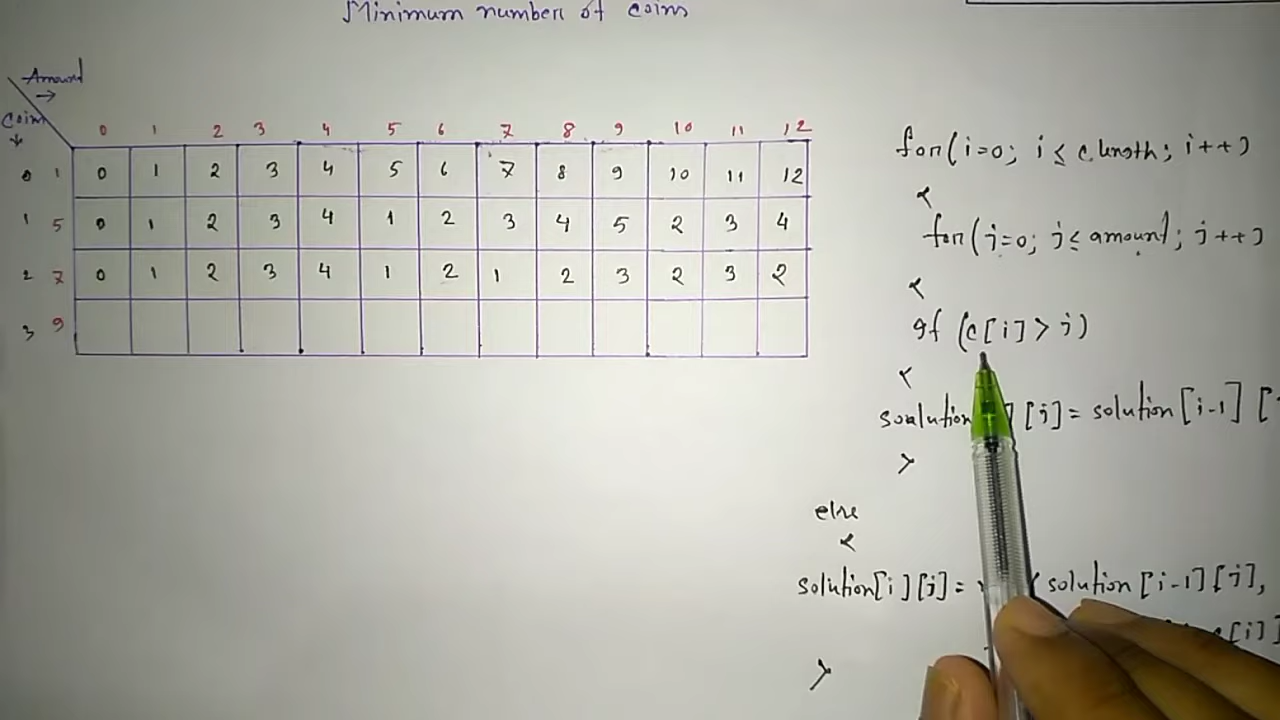 Minimum number of coins
Amount
→
Coins
↓
0 1 2 3 4 5 6 7 8 9 10 11 12
0 1 0 1 2 3 4 5 6 7 8 9 10 11 12
1 5 0 1 2 3 4 1 2 3 4 5 2 3 4
2 7 0 1 2 3 4 1 2 1 2 3 2 3 2
3 9
for(i=0; i ≤ c.length; i++)
{
for(j=0; j ≤ amount; j++)
{
if (c[i] > j)
{
soalution ] [j] = solution [i-1] [
}
else
{
solution[i][j] = ( solution [i-1] [j],
c[i]]
}